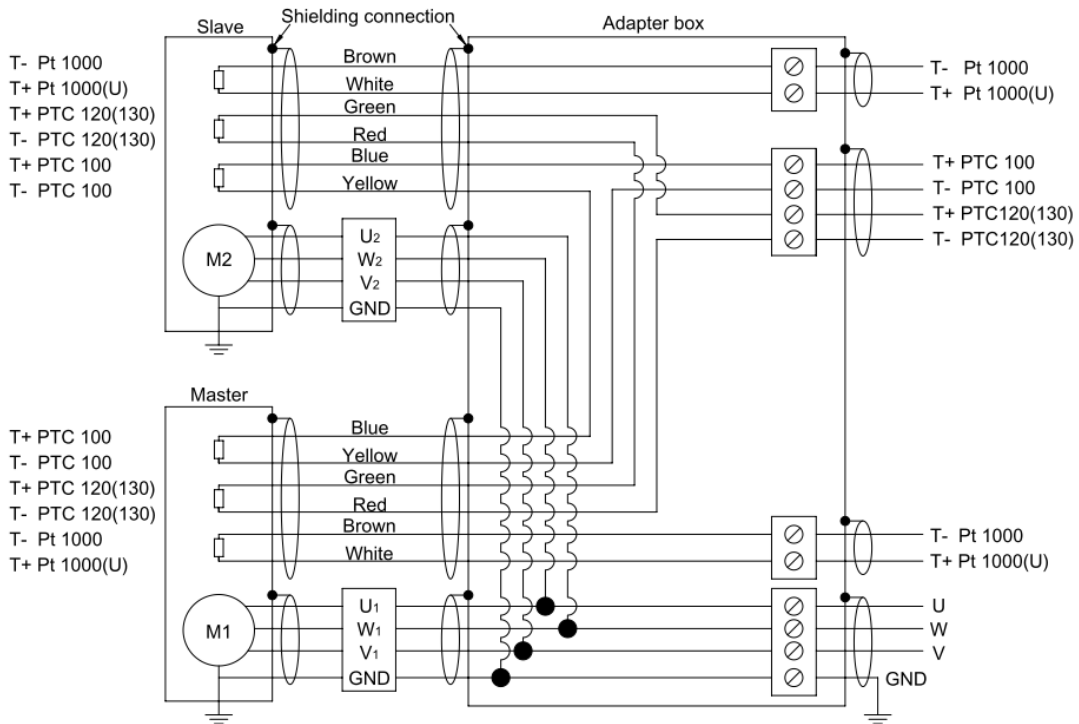 Shielding connection
Slave
Adapter box
T- Pt 1000
T+ Pt 1000(U)
T+ PTC 120(130)
T- PTC 120(130)
T+ PTC 100
T- PTC 100
Brown
White
Green
Red
Blue
Yellow
T- Pt 1000
T+ Pt 1000(U)
T+ PTC 100
T- PTC 100
T+ PTC120(130)
T- PTC120(130)
M2
U2
W2
V2
GND
Master
T+ PTC 100
T- PTC 100
T+ PTC 120(130)
T- PTC 120(130)
T- Pt 1000
T+ Pt 1000(U)
Blue
Yellow
Green
Red
Brown
White
T- Pt 1000
T+ Pt 1000(U)
M1
U1
W1
V1
GND
U
W
V
GND